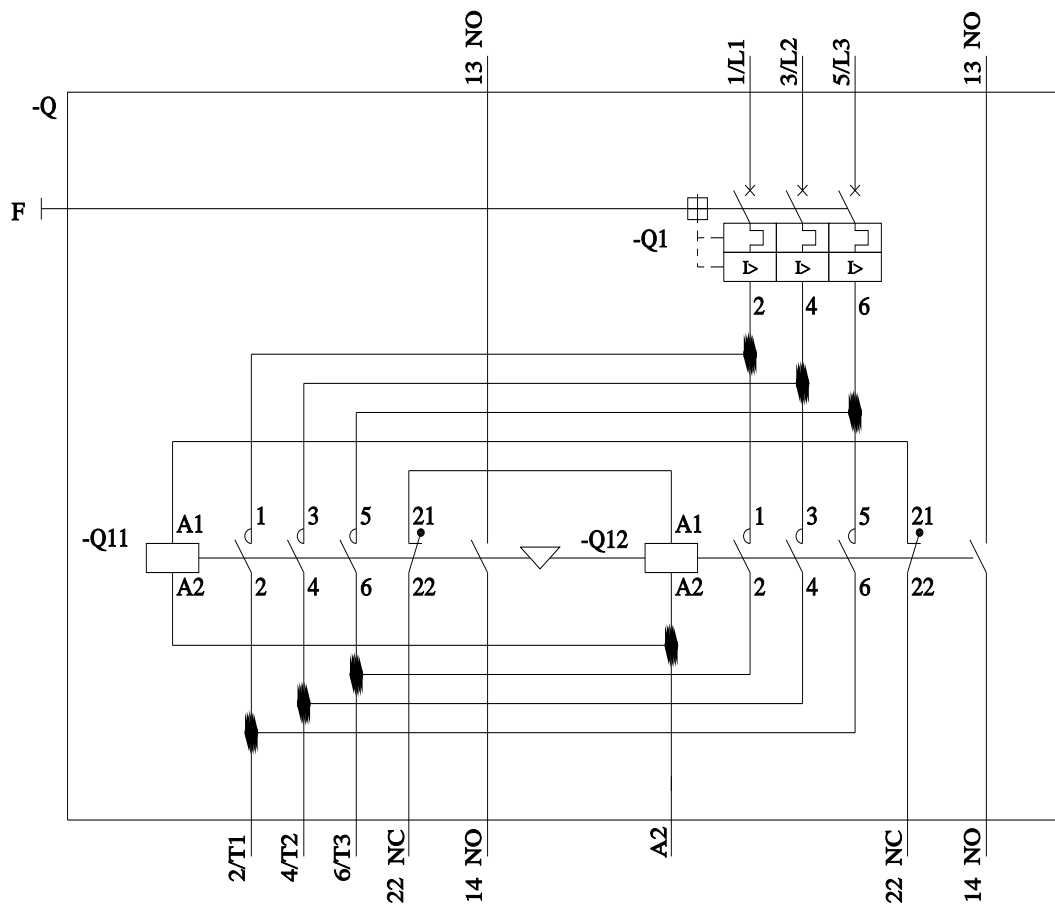 13 NO
1/L1
3/L2
5/L3
13 NO
-Q
F
-Q1
I> I> I>
2 4 6
1 3 5 21 1 3 5 21
-Q11 A1 -Q12 A1
A2 2 4 6 22 A2 2 4 6 22
2/T1
4/T2
6/T3
22 NC
14 NO
A2
22 NC
14 NO